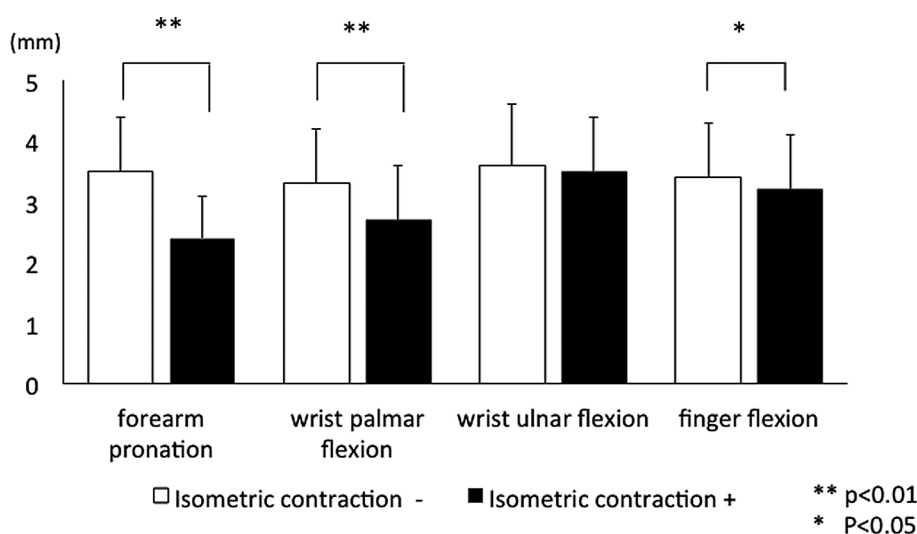 ** ** *
(mm)
5
4
3
2
1
0
forearm pronation
wrist palmar flexion
wrist ulnar flexion
finger flexion
Isometric contraction -
Isometric contraction +
** p<0.01
* P<0.05